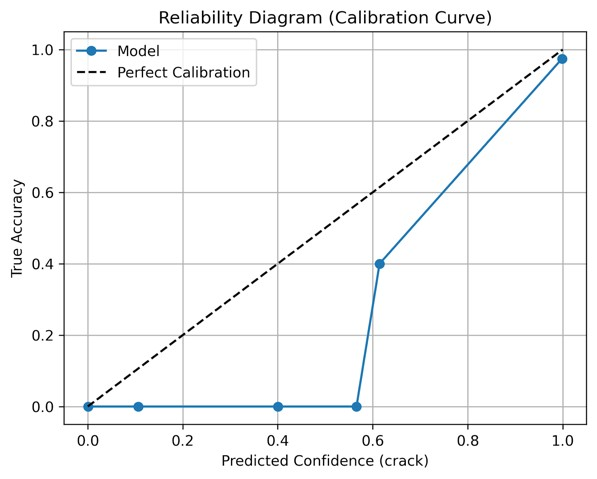 Reliability Diagram (Calibration Curve)
Model
Perfect Calibration
True Accuracy
1.0
0.8
0.6
0.4
0.2
0.0
0.0 0.2 0.4 0.6 0.8 1.0
Predicted Confidence (crack)